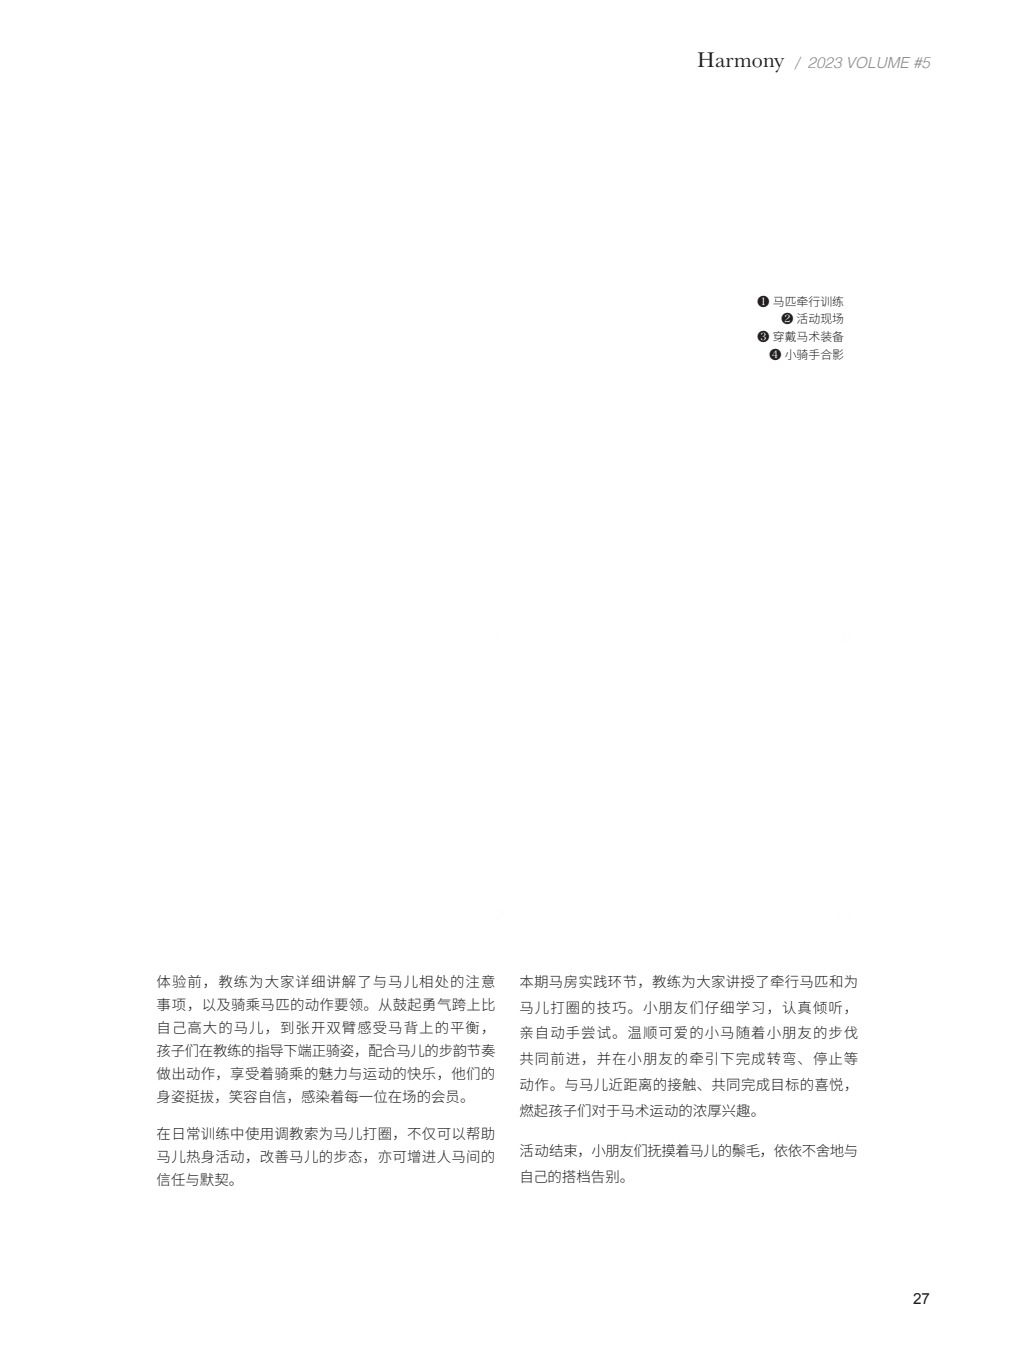 Harmony / 2023 VOLUME #5
❶ 马匹牵行训练
❷ 活动现场
❸ 穿戴马术装备
❹ 小骑手合影
体验前，教练为大家详细讲解了与马儿相处的注意
事项，以及骑乘马匹的动作要领。从鼓起勇气跨上比
自己高大的马儿，到张开双臂感受马背上的平衡，
孩子们在教练的指导下端正骑姿，配合马儿的步韵节奏
做出动作，享受着骑乘的魅力与运动的快乐，他们的
身姿挺拔，笑容自信，感染着每一位在场的会员。
在日常训练中使用调教索为马儿打圈，不仅可以帮助
马儿热身活动，改善马儿的步态，亦可增进人马间的
信任与默契。
本期马房实践环节，教练为大家讲授了牵行马匹和为
马儿打圈的技巧。小朋友们仔细学习，认真倾听，
亲自动手尝试。温顺可爱的小马随着小朋友的步伐
共同前进，并在小朋友的牵引下完成转弯、停止等
动作。与马儿近距离的接触、共同完成目标的喜悦，
燃起孩子们对于马术运动的浓厚兴趣。
活动结束，小朋友们抚摸着马儿的鬃毛，依依不舍地与
自己的搭档告别。
27